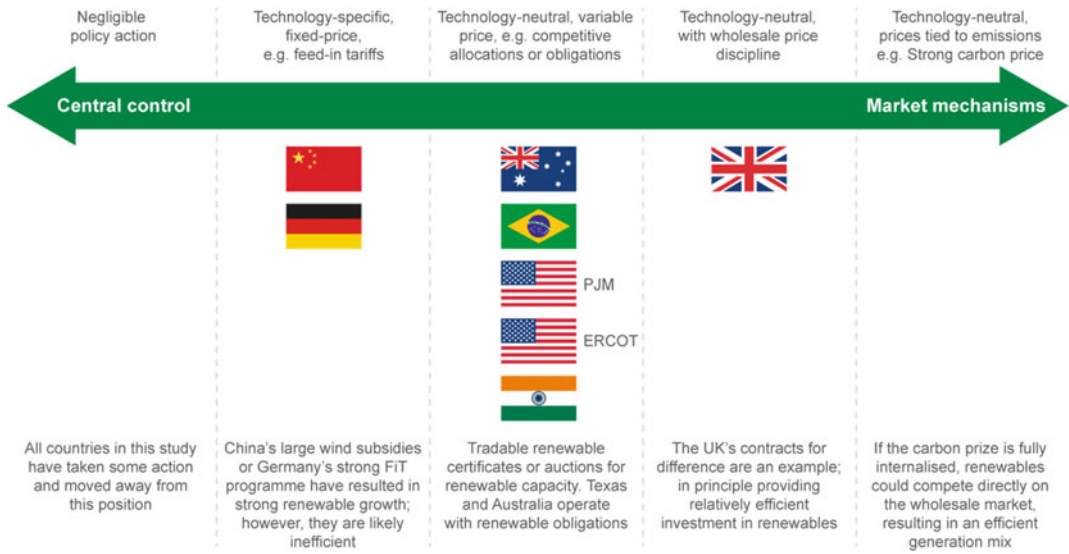 Negligible
policy action
Technology-specific,
fixed-price,
e.g. feed-in tariffs
Technology-neutral, variable
price, e.g. competitive
allocations or obligations
Technology-neutral,
with wholesale price
discipline
Technology-neutral,
prices tied to emissions
e.g. Strong carbon price
Central control
Market mechanisms
PJM
ERCOT
All countries in this study
have taken some action
and moved away from
this position
China's large wind subsidies
or Germany's strong FiT
programme have resulted in
strong renewable growth;
however, they are likely
inefficient
Tradable renewable
certificates or auctions for
renewable capacity. Texas
and Australia operate
with renewable obligations
The UK's contracts for
difference are an example;
in principle providing
relatively efficient
investment in renewables
If the carbon prize is fully
internalised, renewables
could compete directly on
the wholesale market,
resulting in an efficient
generation mix